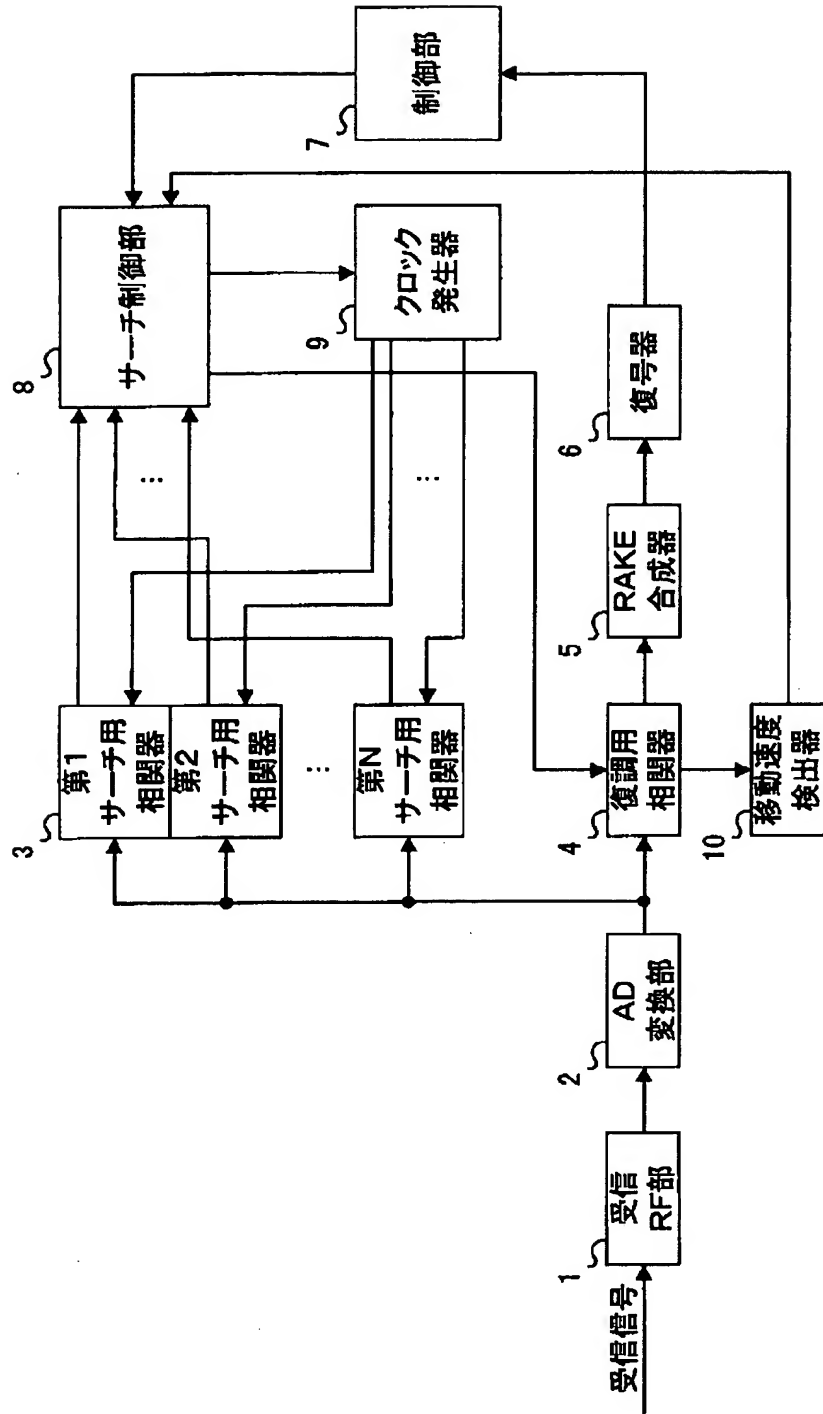 受信信号
1
受信
RF部
2
AD
変換部
3
第1
サーチ用
相関器
第2
サーチ用
相関器
⋮
第N
サーチ用
相関器
4
復調用
相関器
5
RAKE
合成器
6
復号器
7
制御部
8
サーチ制御部
⋮
9
クロック
発生器
⋮
10
移動速度
検出器